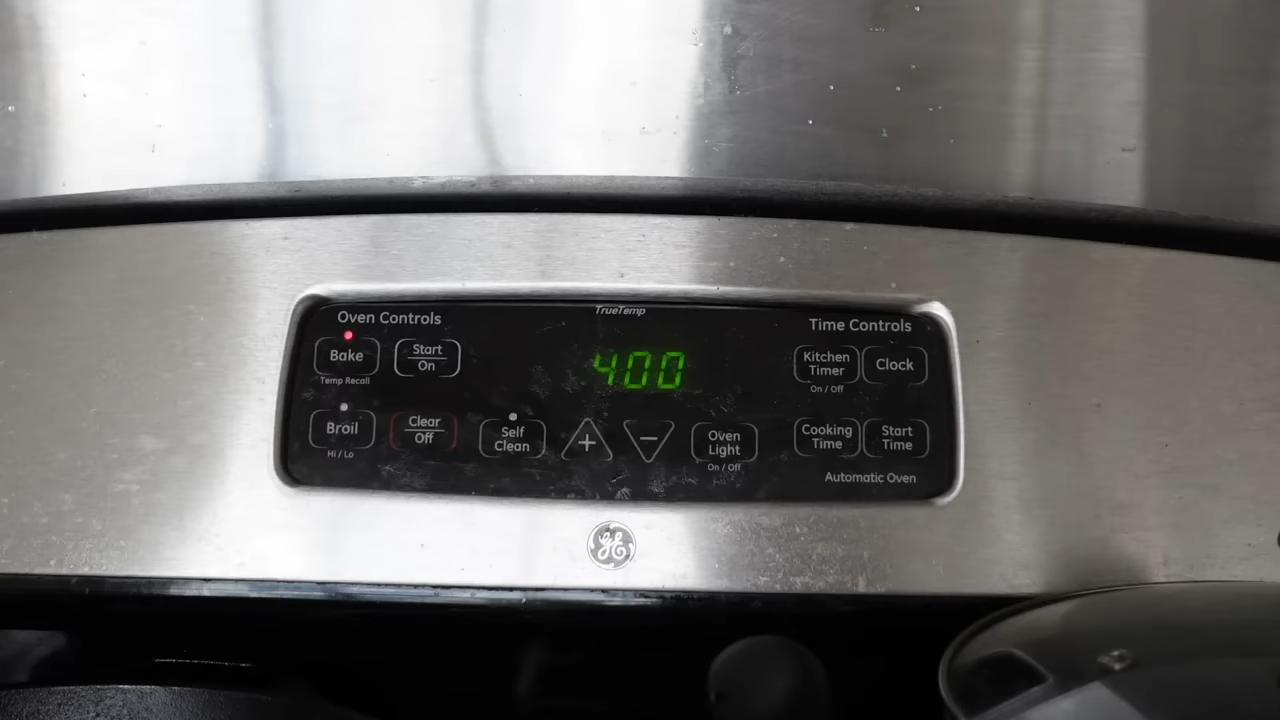 TrueTemp
Oven Controls
Bake
Temp Recall
Start
On
Broil
Hi / Lo
Clear
Off
Self
Clean
400
+
−
Oven
Light
On / Off
Time Controls
Kitchen
Timer
On / Off
Clock
Cooking
Time
Start
Time
Automatic Oven
GE